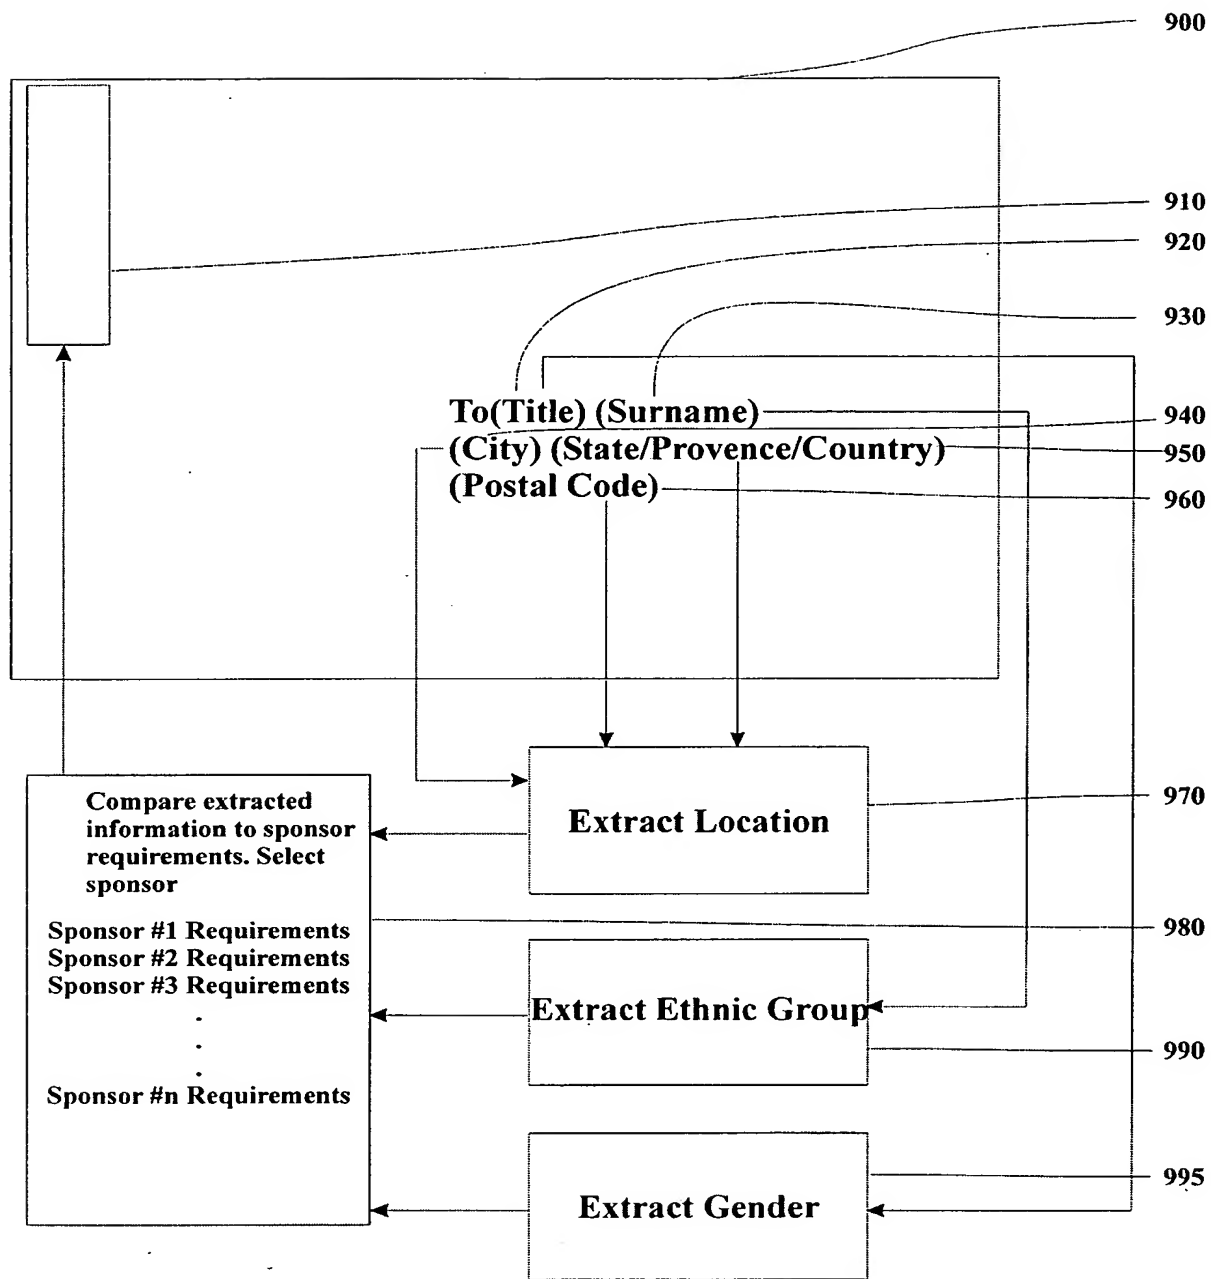 900
910
920
930
To(Title) (Surname)
940
(City) (State/Provence/Country)
950
(Postal Code)
960
970
Extract Location
Compare extracted
information to sponsor
requirements. Select
sponsor
Sponsor #1 Requirements
980
Sponsor #2 Requirements
Sponsor #3 Requirements
.
.
.
Sponsor #n Requirements
Extract Ethnic Group
990
995
Extract Gender